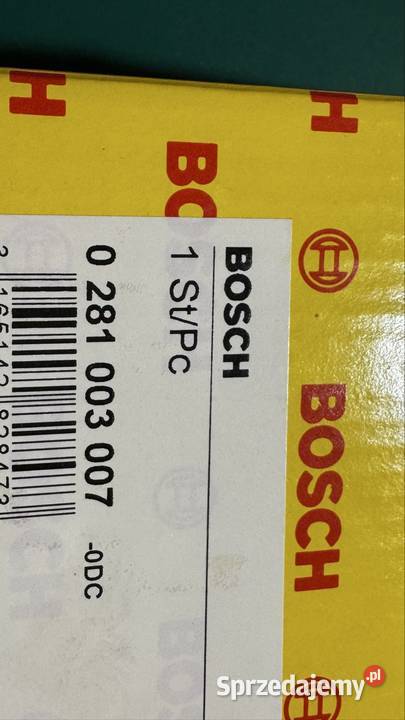 H
H
BOSCH
BOSCH
BOSCH
1 St/Pc
0 281 003 007 -0DC
BOSCH
Sprzedajemy.pl